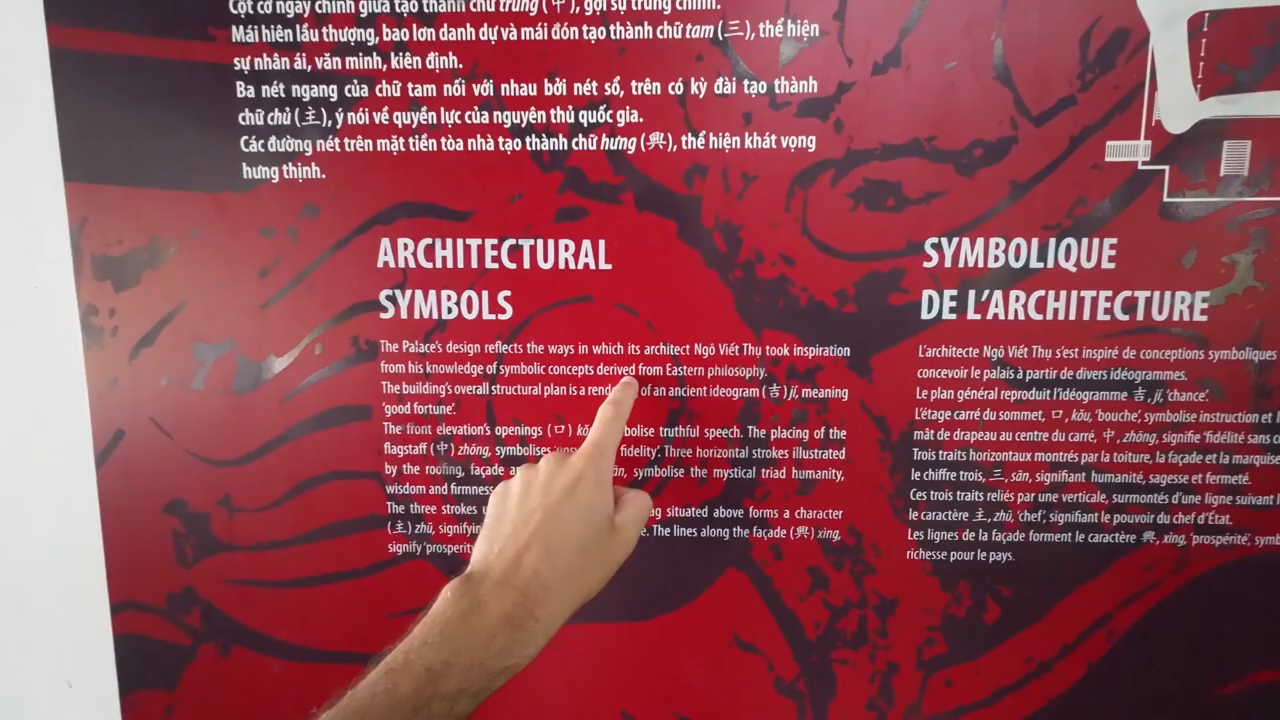 Cột cờ ngay chính giữa tạo thành chữ trung (中), gợi sự trung chính.
Mái hiên lầu thượng, bao lơn danh dự và mái đón tạo thành chữ tam (三), thể hiện
sự nhân ái, văn minh, kiên định.
Ba nét ngang của chữ tam nối với nhau bởi nét sổ, trên có kỳ đài tạo thành
chữ chủ (主), ý nói về quyền lực của nguyên thủ quốc gia.
Các đường nét trên mặt tiền tòa nhà tạo thành chữ hưng (興), thể hiện khát vọng
hưng thịnh.
ARCHITECTURAL
SYMBOLS
The Palace's design reflects the ways in which its architect Ngô Viết Thụ took inspiration
from his knowledge of symbolic concepts derived from Eastern philosophy.
The building's overall structural plan is a of an ancient ideogram (吉) jí, meaning
'good fortune'.
The front elevation's openings (口) symbolise truthful speech. The placing of the
flagstaff (中) zhōng, symbolises fidelity'. Three horizontal strokes illustrated
by the roofing, façade symbolise the mystical triad humanity,
wisdom and firmness
The three strokes situated above forms a character
(主) zhŭ, The lines along the façade (興) xìng,
signify 'prosperity
SYMBOLIQUE
DE L'ARCHITECTURE
L'architecte Ngô Viết Thụ s'est inspiré de conceptions symboliques
concevoir le palais à partir de divers idéogrammes.
Le plan général reproduit l'idéogramme 吉, jí, 'chance'.
L'étage carré du sommet, 口, kŏu, 'bouche', symbolise instruction et
mât de drapeau au centre du carré, 中, zhōng, signifie 'fidélité sans
Trois traits horizontaux montrés par la toiture, la façade et la marquise
le chiffre trois, 三, sān, signifiant humanité, sagesse et fermeté.
Ces trois traits reliés par une verticale, surmontés d'une ligne suivant
le caractère 主, zhŭ, 'chef', signifiant le pouvoir du chef d'État.
Les lignes de la façade forment le caractère 興, xìng, 'prospérité',
richesse pour le pays.